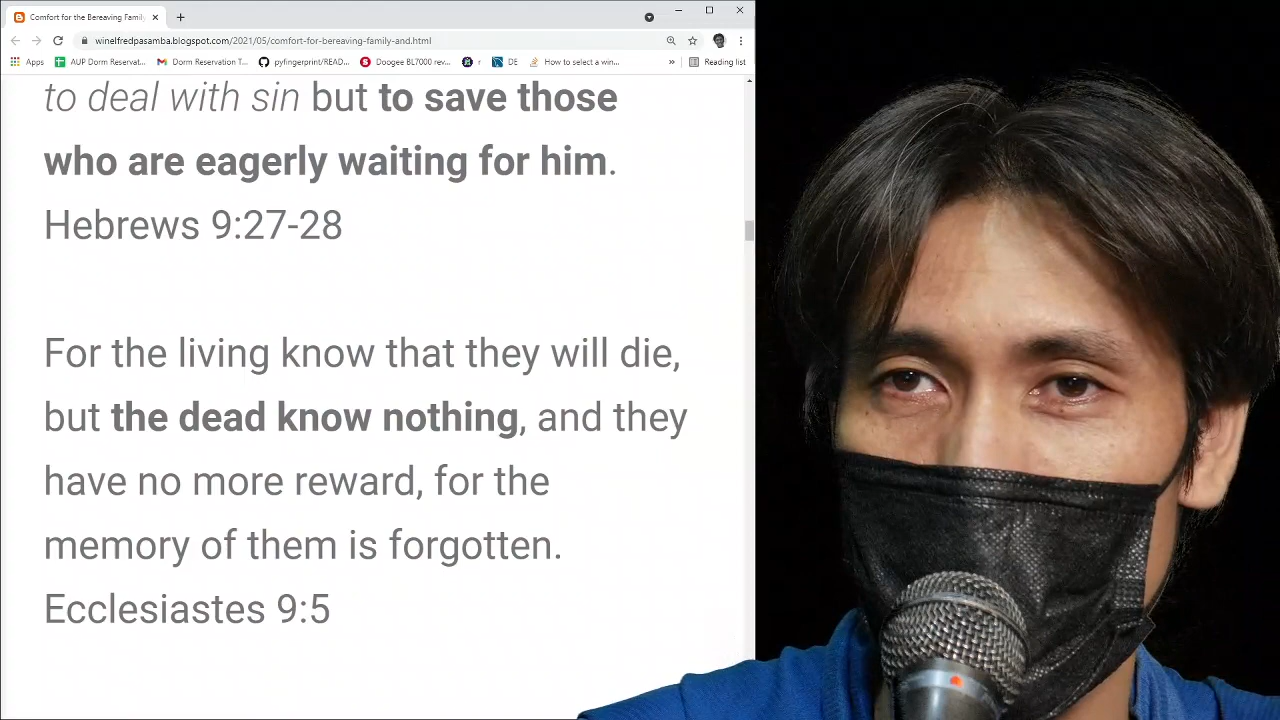 Comfort for the Bereaving Family
winelfredpasamba.blogspot.com/2021/05/comfort-for-bereaving-family-and.html
Apps AUP Dorm Reservat... Dorm Reservation T... pyfingerprint/READ... Doogee BL7000 rev... r DE How to select a win... » Reading list
to deal with sin but to save those
who are eagerly waiting for him.
Hebrews 9:27-28
For the living know that they will die,
but the dead know nothing, and they
have no more reward, for the
memory of them is forgotten.
Ecclesiastes 9:5